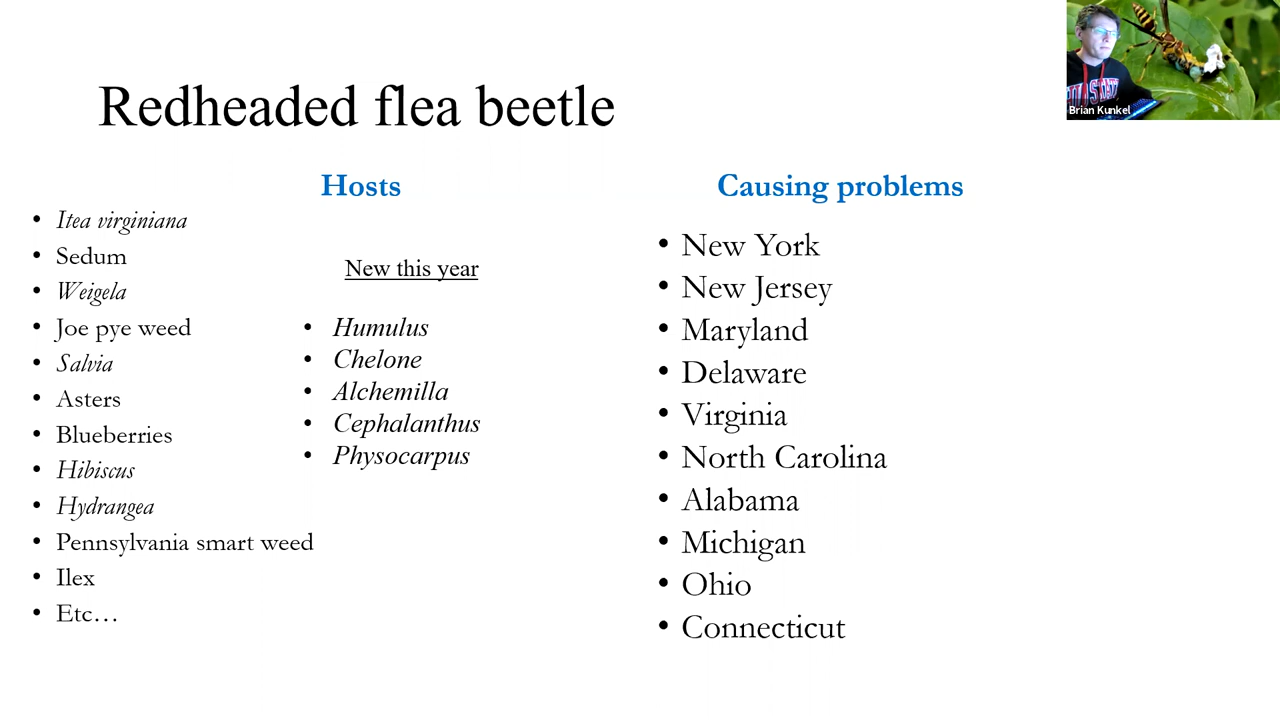 Redheaded flea beetle
Brian Kunkel
Hosts
Itea virginiana
Sedum
Weigela
Joe pye weed
Salvia
Asters
Blueberries
Hibiscus
Hydrangea
Pennsylvania smart weed
Ilex
Etc…
New this year
Humulus
Chelone
Alchemilla
Cephalanthus
Physocarpus
Causing problems
New York
New Jersey
Maryland
Delaware
Virginia
North Carolina
Alabama
Michigan
Ohio
Connecticut